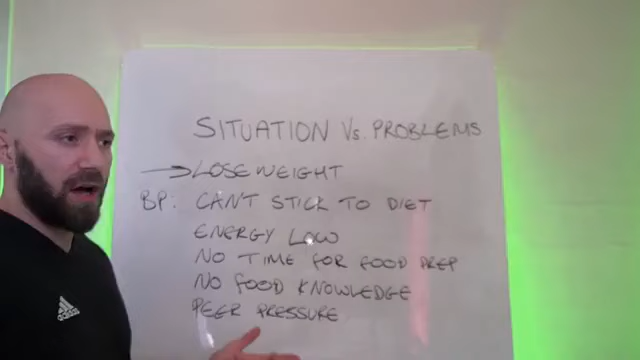 SITUATION Vs. PROBLEMS
LOSE WEIGHT
BP: CAN'T STICK TO DIET
ENERGY LOW
NO TIME FOR FOOD PREP
NO FOOD KNOWLEDGE
PEER PRESSURE
adidas